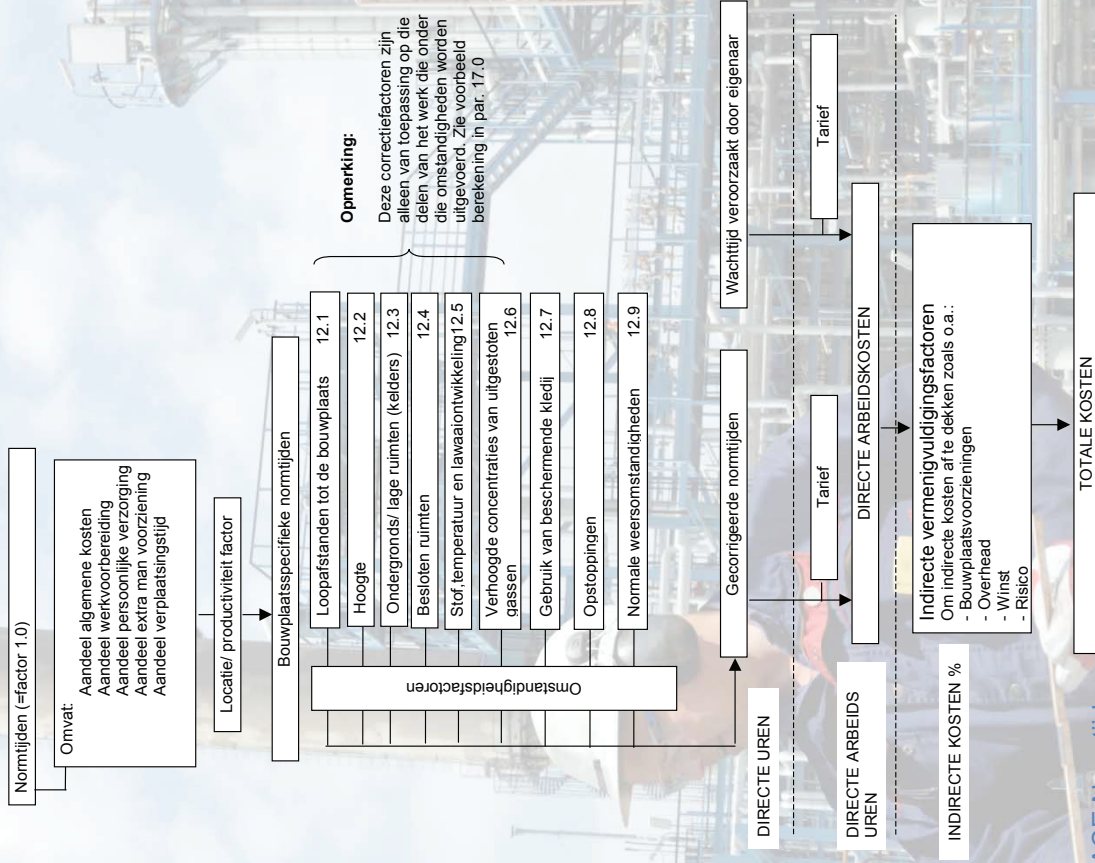 Normtijden (=factor 1.0)
Omvat:
Aandeel algemene kosten
Aandeel werkvoorbereiding
Aandeel persoonlijke verzorging
Aandeel extra man voorziening
Aandeel verplaatsingstijd
Locatie/ productiviteit factor
Bouwplaatsspecifieke normtijden
Omstandigheidsfactoren
Loopafstanden tot de bouwplaats 12.1
Hoogte 12.2
Ondergronds/ lage ruimten (kelders) 12.3
Besloten ruimten 12.4
Stof,temperatuur en lawaaiontwikkeling12.5
Verhoogde concentraties van uitgestoten
gassen 12.6
Gebruik van beschermende kledij 12.7
Opstoppingen 12.8
Normale weersomstandigheden 12.9
Opmerking:
Deze correctiefactoren zijn
alleen van toepassing op die
delen van het werk die onder
die omstandigheden worden
uitgevoerd. Zie voorbeeld
berekening in par. 17.0
DIRECTE UREN
Gecorrigeerde normtijden
Wachttijd veroorzaakt door eigenaar
DIRECTE ARBEIDS
UREN
Tarief
Tarief
DIRECTE ARBEIDSKOSTEN
INDIRECTE KOSTEN %
Indirecte vermenigvuldigingsfactoren
Om indirecte kosten af te dekken zoals o.a.:
- Bouwplaatsvoorzieningen
- Overhead
- Winst
- Risico
TOTALE KOSTEN